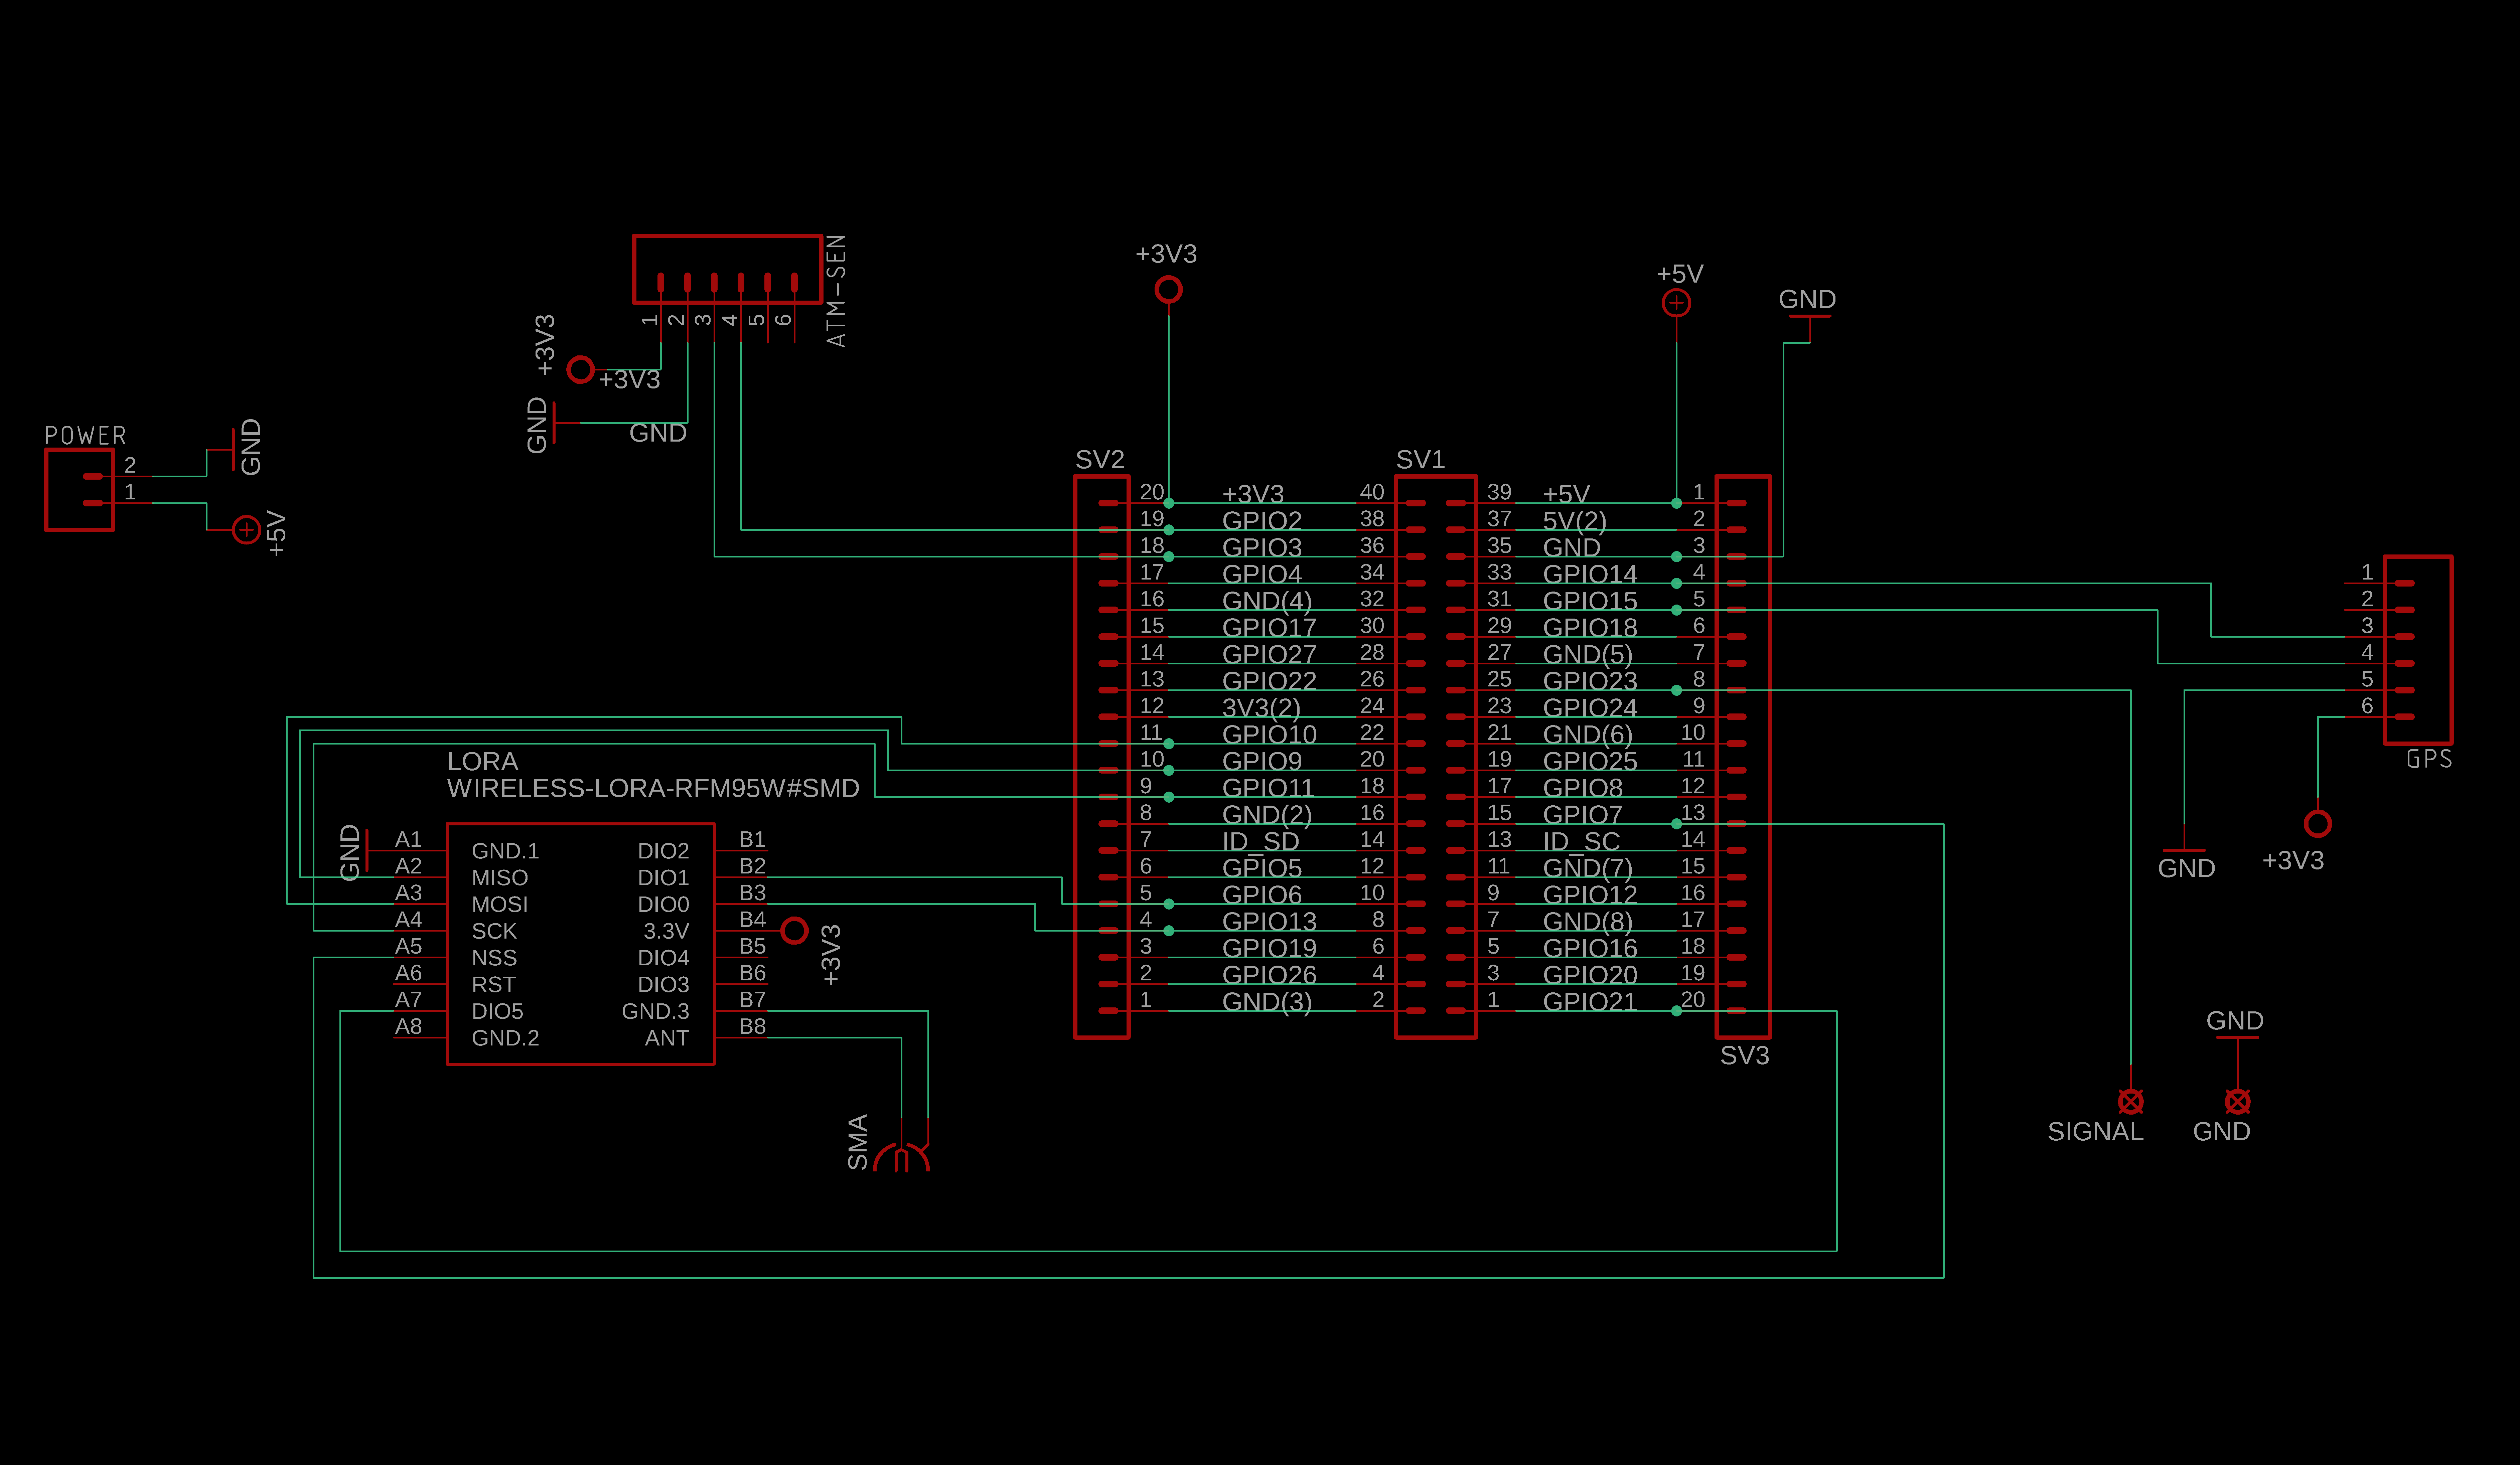 POWER
2
1
GND
+5V
ATM-SEN
1 2 3 4 5 6
+3V3
+3V3
GND
GND
+3V3
+5V
GND
SV2
SV1
20 +3V3 40 39 +5V 1
19 GPIO2 38 37 5V(2) 2
18 GPIO3 36 35 GND 3
17 GPIO4 34 33 GPIO14 4
16 GND(4) 32 31 GPIO15 5
15 GPIO17 30 29 GPIO18 6
14 GPIO27 28 27 GND(5) 7
13 GPIO22 26 25 GPIO23 8
12 3V3(2) 24 23 GPIO24 9
11 GPIO10 22 21 GND(6) 10
10 GPIO9 20 19 GPIO25 11
9 GPIO11 18 17 GPIO8 12
8 GND(2) 16 15 GPIO7 13
7 ID_SD 14 13 ID_SC 14
6 GPIO5 12 11 GND(7) 15
5 GPIO6 10 9 GPIO12 16
4 GPIO13 8 7 GND(8) 17
3 GPIO19 6 5 GPIO16 18
2 GPIO26 4 3 GPIO20 19
1 GND(3) 2 1 GPIO21 20
SV3
LORA
WIRELESS-LORA-RFM95W#SMD
GND
A1 GND.1 DIO2 B1
A2 MISO DIO1 B2
A3 MOSI DIO0 B3
A4 SCK 3.3V B4
A5 NSS DIO4 B5
A6 RST DIO3 B6
A7 DIO5 GND.3 B7
A8 GND.2 ANT B8
+3V3
SMA
1
2
3
4
5
6
GPS
GND
+3V3
GND
SIGNAL
GND